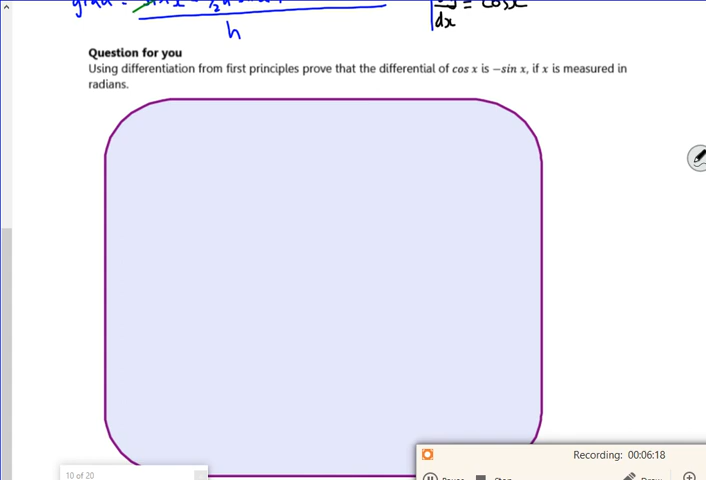 h
dx
= cosx
Question for you
Using differentiation from first principles prove that the differential of cos x is −sin x, if x is measured in
radians.
Recording: 00:06:18
10 of 20